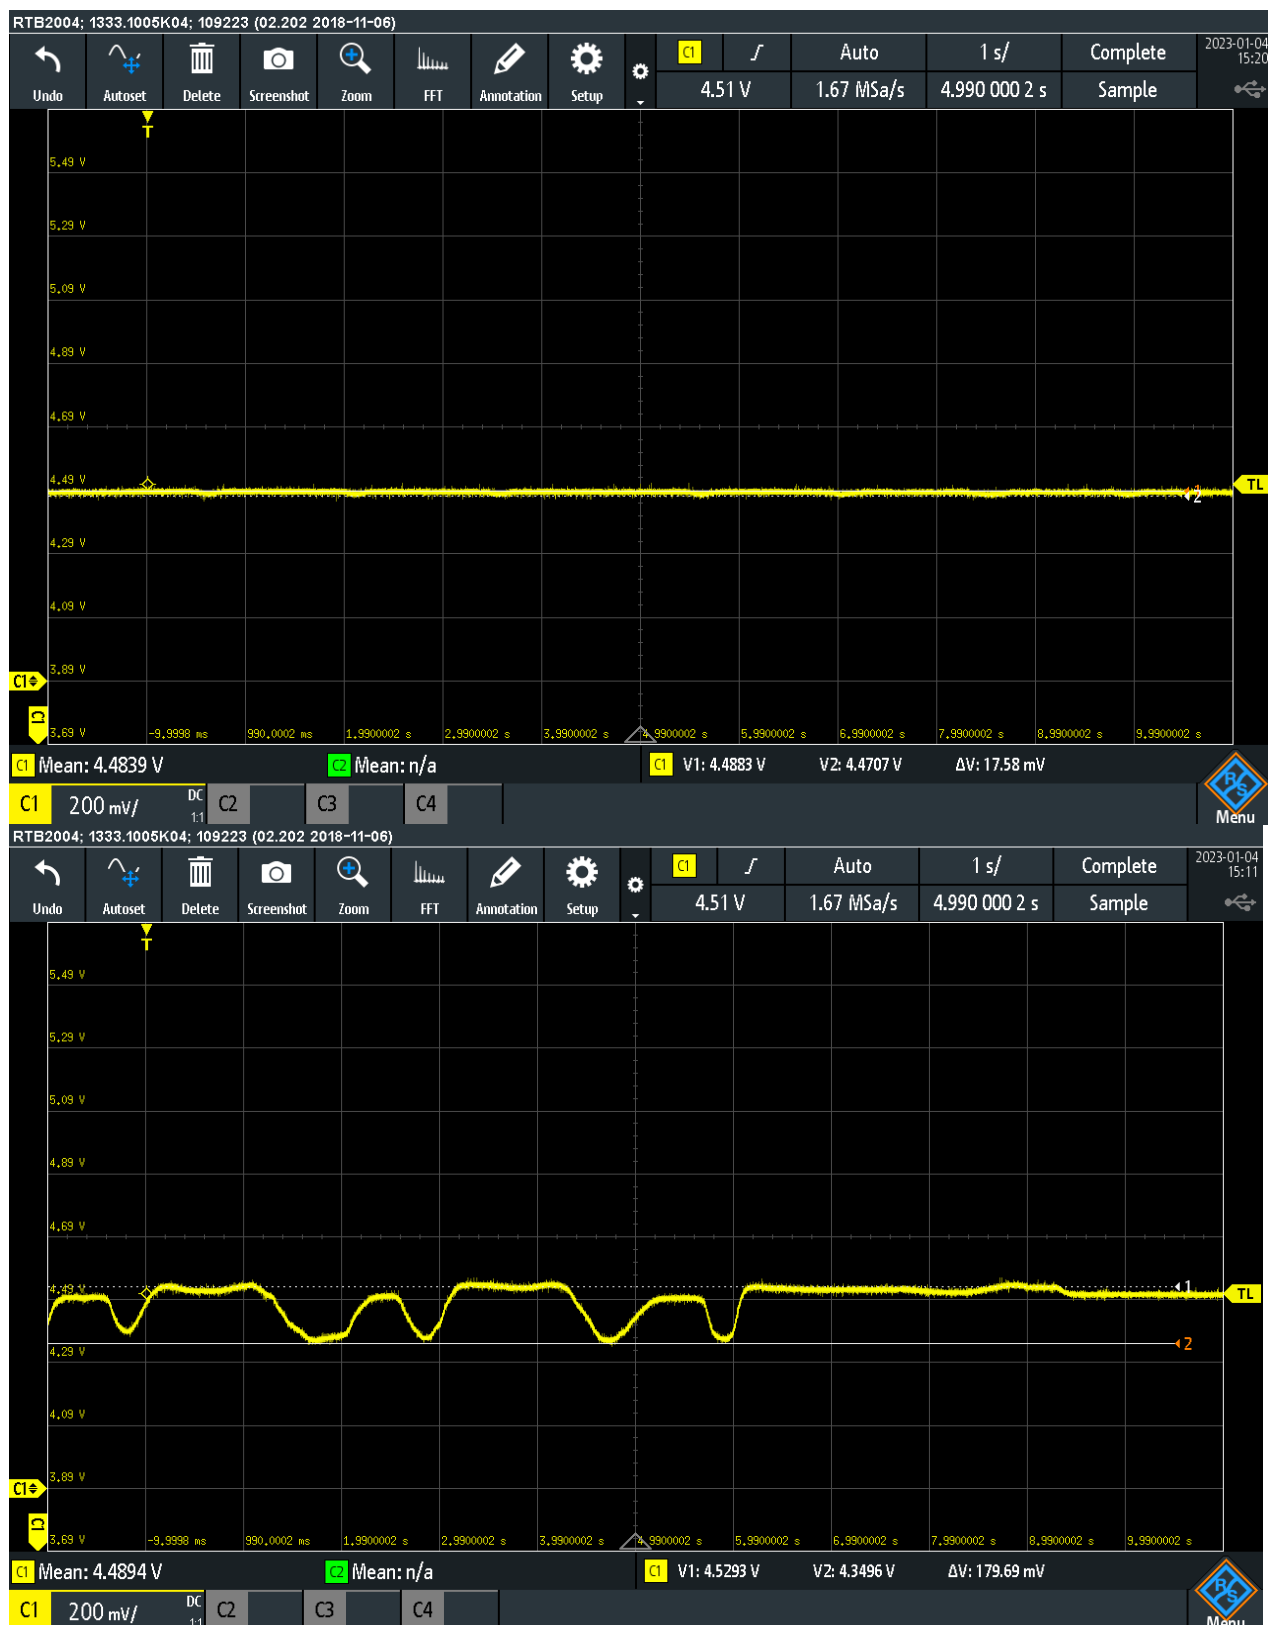 RTB2004; 1333.1005K04; 109223 (02.202 2018-11-06)
C1 Auto 1 s/ Complete 2023-01-04
15:20
Undo Autoset Delete Screenshot Zoom FFT Annotation Setup 4.51 V 1.67 MSa/s 4.990 000 2 s Sample
T
5.49 V
5.29 V
5.09 V
4.89 V
4.69 V
4.49 V
TL
1
2
4.29 V
4.09 V
3.89 V
C1
C1
3.69 V -9.9998 ms 990.0002 ms 1.9900002 s 2.9900002 s 3.9900002 s 4.9900002 s 5.9900002 s 6.9900002 s 7.9900002 s 8.9900002 s 9.9900002 s
C1 Mean: 4.4839 V C2 Mean: n/a C1 V1: 4.4883 V V2: 4.4707 V ΔV: 17.58 mV
C1 200 mV/ DC 1:1 C2 C3 C4
R&S
Menu
RTB2004; 1333.1005K04; 109223 (02.202 2018-11-06)
C1 Auto 1 s/ Complete 2023-01-04
15:11
Undo Autoset Delete Screenshot Zoom FFT Annotation Setup 4.51 V 1.67 MSa/s 4.990 000 2 s Sample
T
5.49 V
5.29 V
5.09 V
4.89 V
4.69 V
4.49 V
1
TL
2
4.29 V
4.09 V
3.89 V
C1
C1
3.69 V -9.9998 ms 990.0002 ms 1.9900002 s 2.9900002 s 3.9900002 s 4.9900002 s 5.9900002 s 6.9900002 s 7.9900002 s 8.9900002 s 9.9900002 s
C1 Mean: 4.4894 V C2 Mean: n/a C1 V1: 4.5293 V V2: 4.3496 V ΔV: 179.69 mV
C1 200 mV/ DC 1:1 C2 C3 C4
R&S
Menu